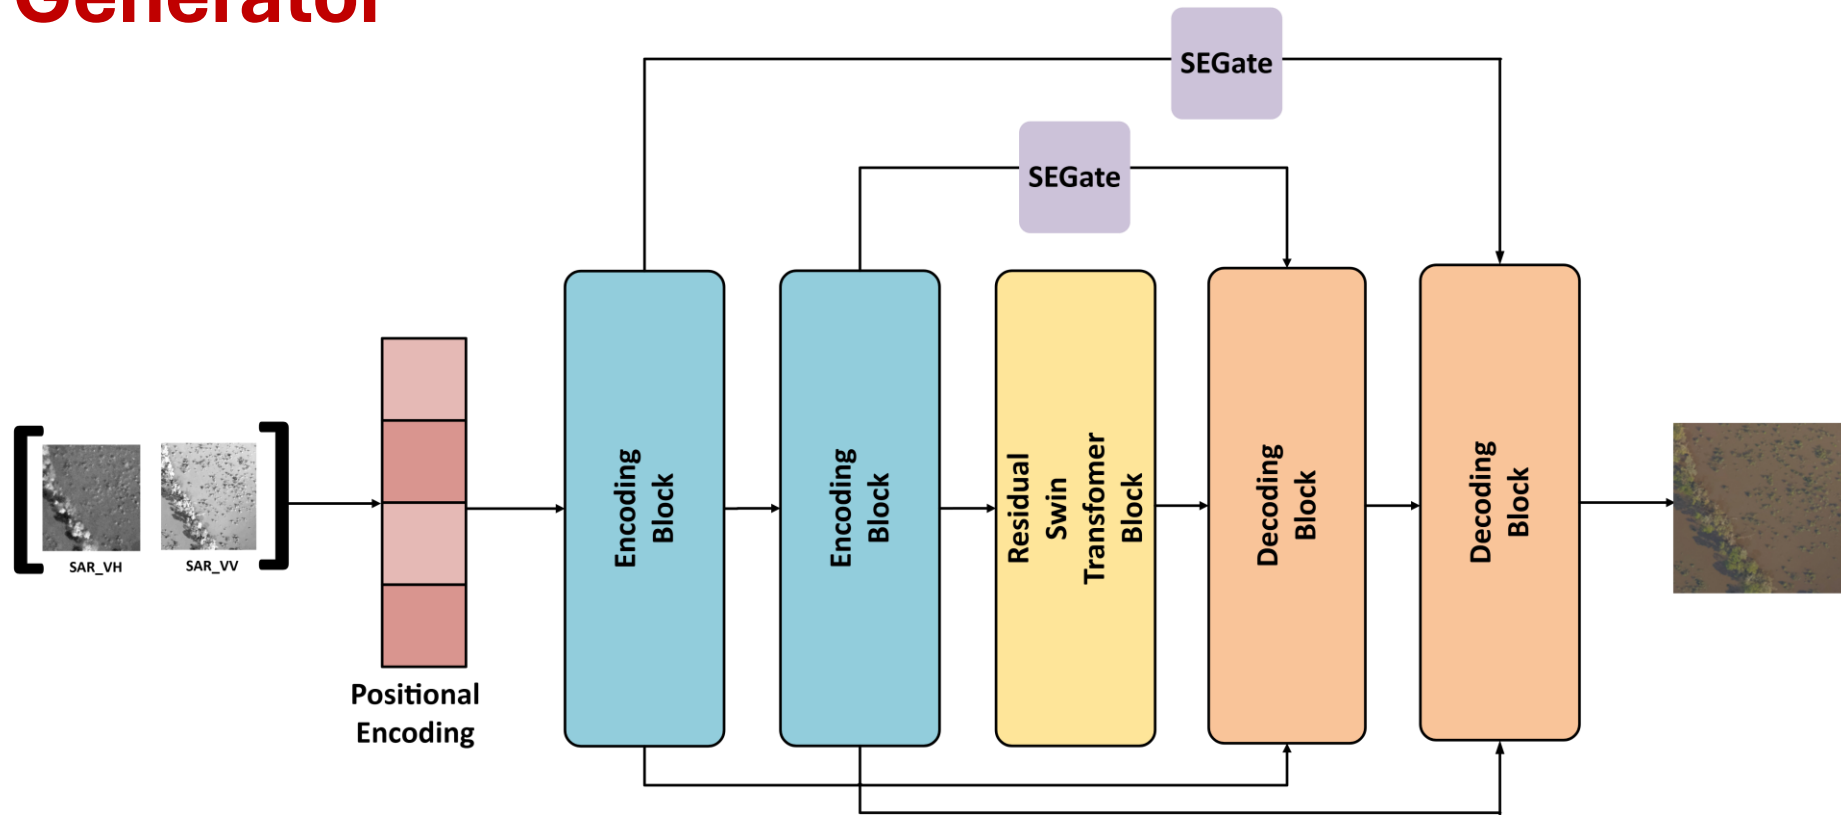 Generator
SEGate
SEGate
SAR_VH
SAR_VV
Positional
Encoding
Encoding
Block
Encoding
Block
Residual
Swin
Transfomer
Block
Decoding
Block
Decoding
Block